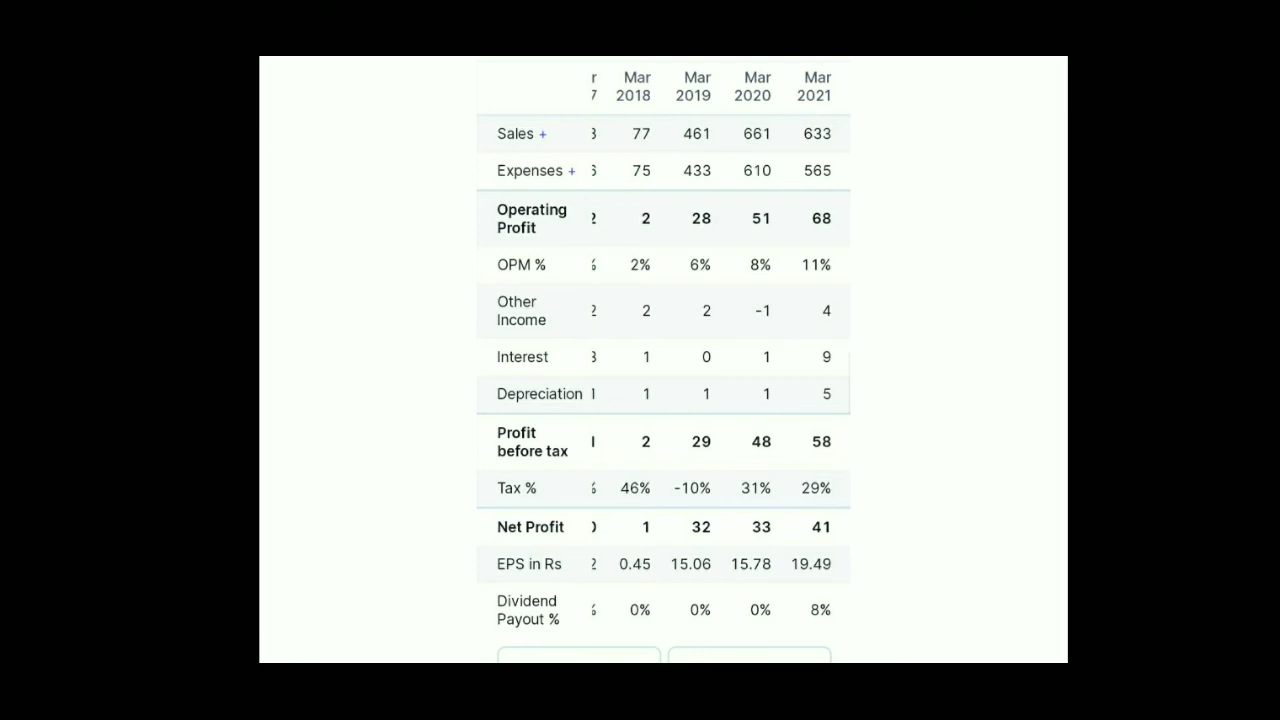 Mar Mar Mar Mar
2018 2019 2020 2021
Sales + 77 461 661 633
Expenses + 75 433 610 565
Operating
Profit 2 28 51 68
OPM % 2% 6% 8% 11%
Other
Income 2 2 -1 4
Interest 1 0 1 9
Depreciation 1 1 1 5
Profit
before tax 2 29 48 58
Tax % 46% -10% 31% 29%
Net Profit 1 32 33 41
EPS in Rs 0.45 15.06 15.78 19.49
Dividend
Payout % 0% 0% 0% 8%